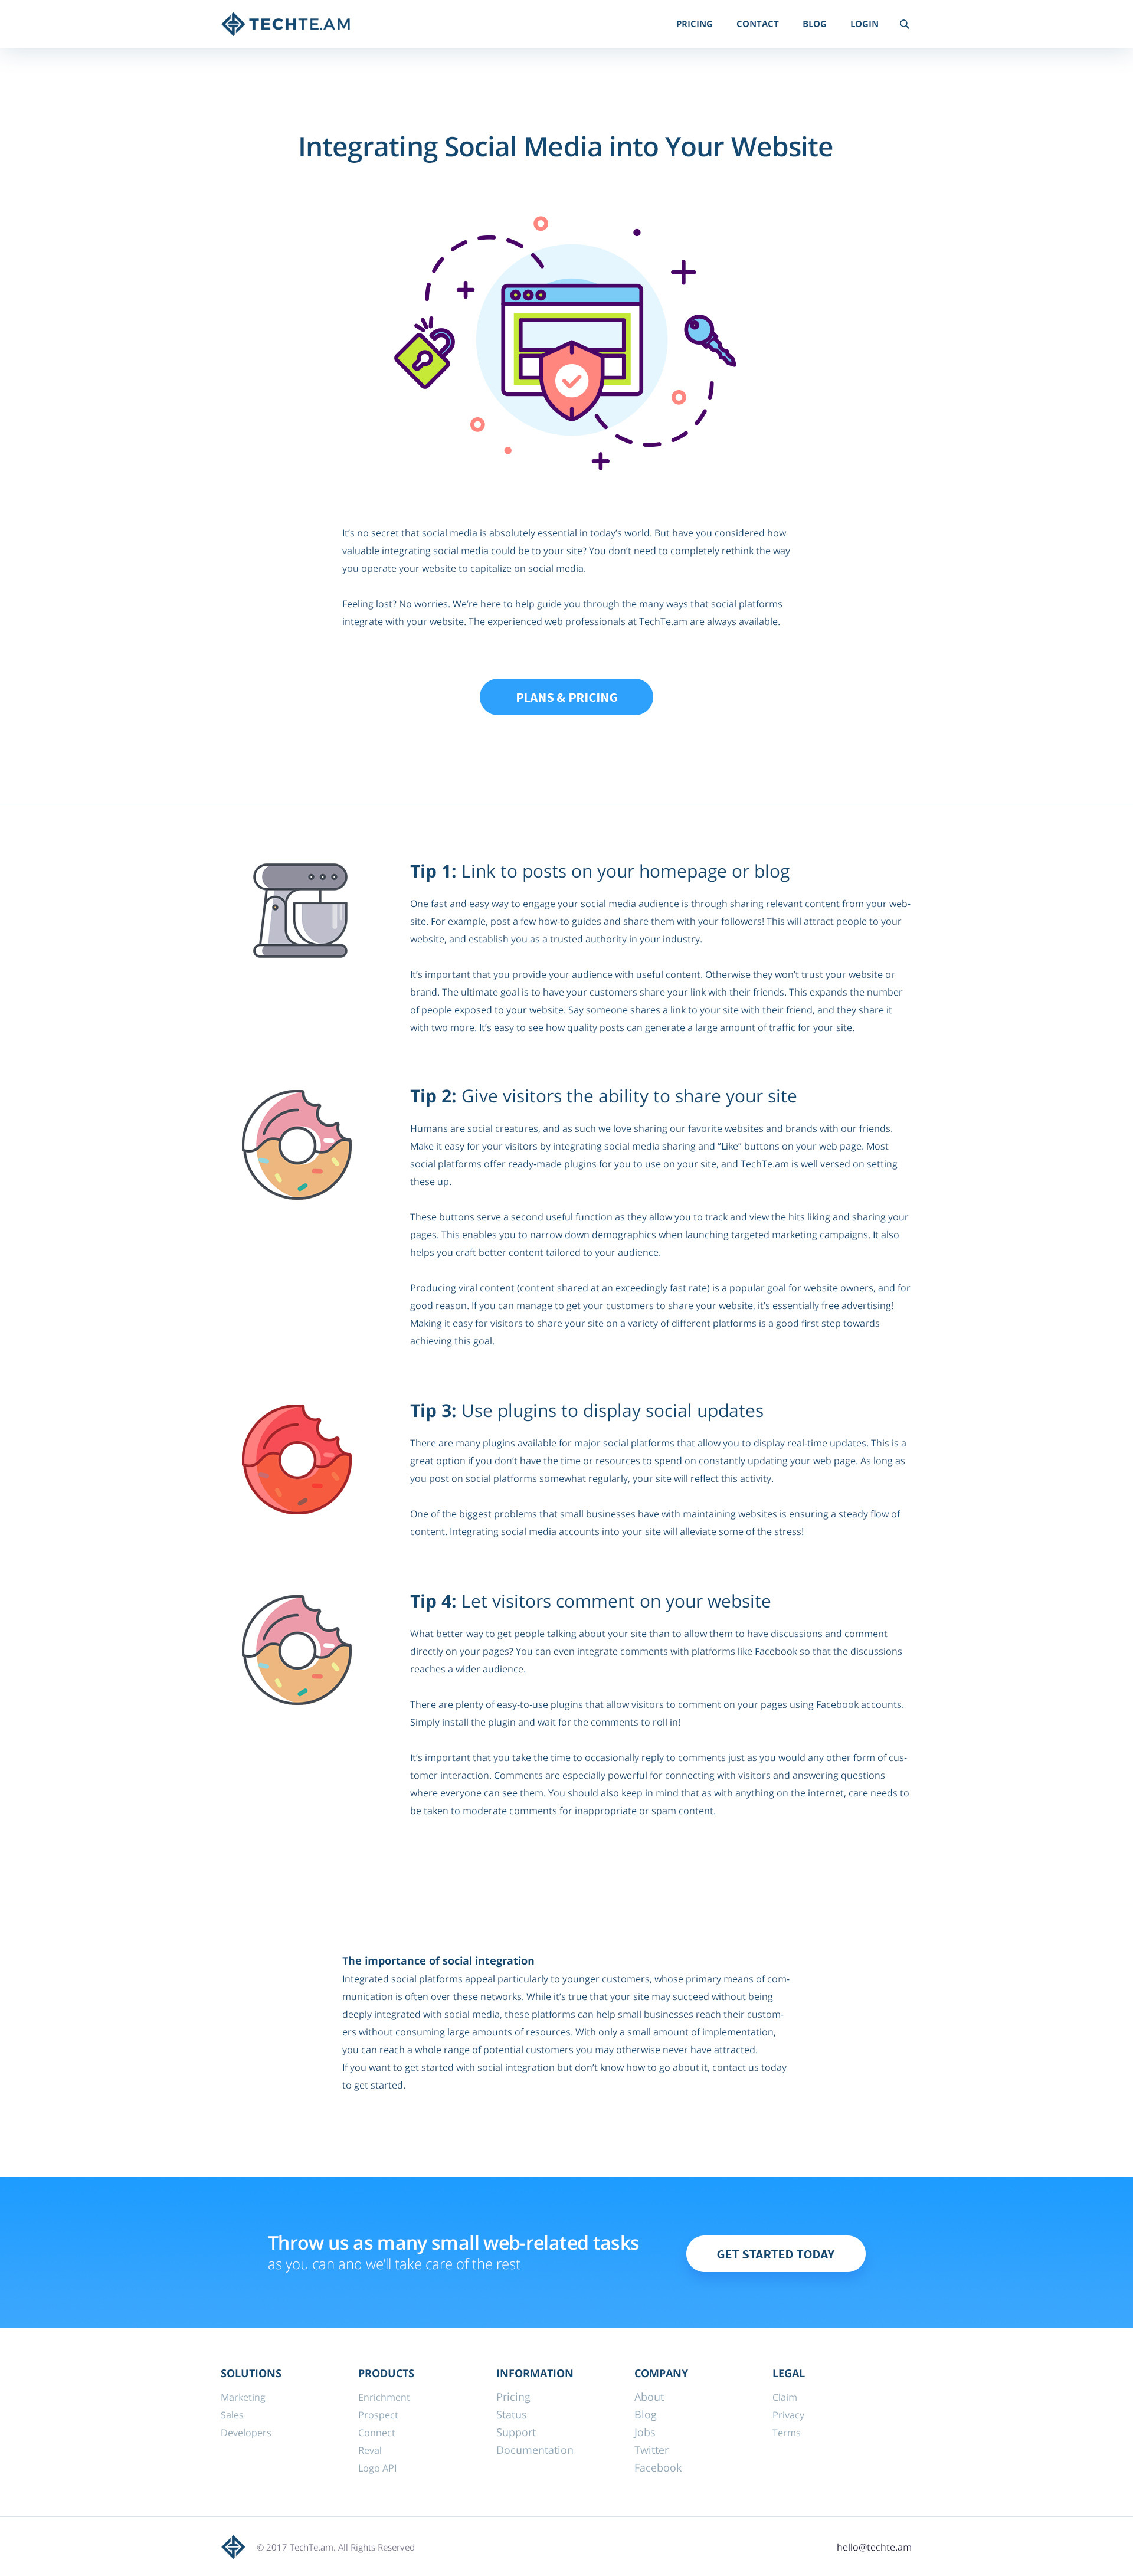 TECHTE.AM
PRICING CONTACT BLOG LOGIN
Integrating Social Media into Your Website
It's no secret that social media is absolutely essential in today's world. But have you considered how
valuable integrating social media could be to your site? You don't need to completely rethink the way
you operate your website to capitalize on social media.
Feeling lost? No worries. We're here to help guide you through the many ways that social platforms
integrate with your website. The experienced web professionals at TechTe.am are always available.
PLANS & PRICING
Tip 1: Link to posts on your homepage or blog
One fast and easy way to engage your social media audience is through sharing relevant content from your web-
site. For example, post a few how-to guides and share them with your followers! This will attract people to your
website, and establish you as a trusted authority in your industry.
It's important that you provide your audience with useful content. Otherwise they won't trust your website or
brand. The ultimate goal is to have your customers share your link with their friends. This expands the number
of people exposed to your website. Say someone shares a link to your site with their friend, and they share it
with two more. It's easy to see how quality posts can generate a large amount of traffic for your site.
Tip 2: Give visitors the ability to share your site
Humans are social creatures, and as such we love sharing our favorite websites and brands with our friends.
Make it easy for your visitors by integrating social media sharing and “Like” buttons on your web page. Most
social platforms offer ready-made plugins for you to use on your site, and TechTe.am is well versed on setting
these up.
These buttons serve a second useful function as they allow you to track and view the hits liking and sharing your
pages. This enables you to narrow down demographics when launching targeted marketing campaigns. It also
helps you craft better content tailored to your audience.
Producing viral content (content shared at an exceedingly fast rate) is a popular goal for website owners, and for
good reason. If you can manage to get your customers to share your website, it's essentially free advertising!
Making it easy for visitors to share your site on a variety of different platforms is a good first step towards
achieving this goal.
Tip 3: Use plugins to display social updates
There are many plugins available for major social platforms that allow you to display real-time updates. This is a
great option if you don't have the time or resources to spend on constantly updating your web page. As long as
you post on social platforms somewhat regularly, your site will reflect this activity.
One of the biggest problems that small businesses have with maintaining websites is ensuring a steady flow of
content. Integrating social media accounts into your site will alleviate some of the stress!
Tip 4: Let visitors comment on your website
What better way to get people talking about your site than to allow them to have discussions and comment
directly on your pages? You can even integrate comments with platforms like Facebook so that the discussions
reaches a wider audience.
There are plenty of easy-to-use plugins that allow visitors to comment on your pages using Facebook accounts.
Simply install the plugin and wait for the comments to roll in!
It's important that you take the time to occasionally reply to comments just as you would any other form of cus-
tomer interaction. Comments are especially powerful for connecting with visitors and answering questions
where everyone can see them. You should also keep in mind that as with anything on the internet, care needs to
be taken to moderate comments for inappropriate or spam content.
The importance of social integration
Integrated social platforms appeal particularly to younger customers, whose primary means of com-
munication is often over these networks. While it's true that your site may succeed without being
deeply integrated with social media, these platforms can help small businesses reach their custom-
ers without consuming large amounts of resources. With only a small amount of implementation,
you can reach a whole range of potential customers you may otherwise never have attracted.
If you want to get started with social integration but don't know how to go about it, contact us today
to get started.
Throw us as many small web-related tasks
as you can and we'll take care of the rest
GET STARTED TODAY
SOLUTIONS
Marketing
Sales
Developers
PRODUCTS
Enrichment
Prospect
Connect
Reval
Logo API
INFORMATION
Pricing
Status
Support
Documentation
COMPANY
About
Blog
Jobs
Twitter
Facebook
LEGAL
Claim
Privacy
Terms
© 2017 TechTe.am. All Rights Reserved
hello@techte.am